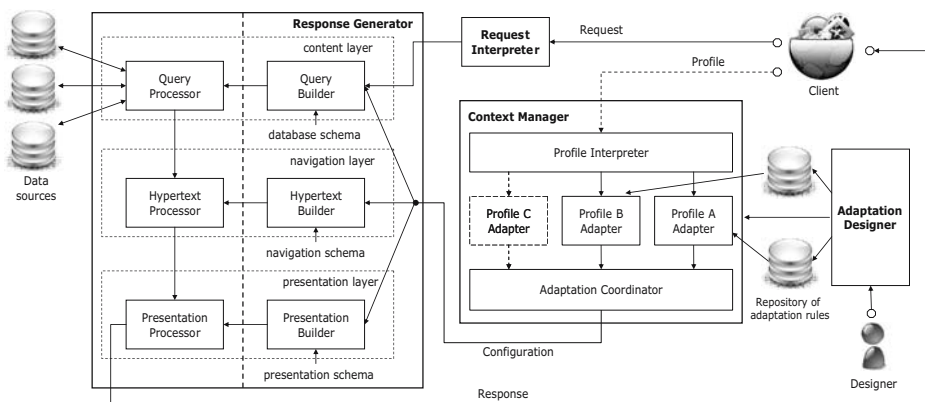 Response Generator
content layer
Query
Processor
Query
Builder
database schema
navigation layer
Hypertext
Processor
Hypertext
Builder
navigation schema
presentation layer
Presentation
Processor
Presentation
Builder
presentation schema
Data
sources
Request
Interpreter
Request
Profile
Client
Context Manager
Profile Interpreter
Profile C
Adapter
Profile B
Adapter
Profile A
Adapter
Adaptation Coordinator
Configuration
Repository of
adaptation rules
Adaptation
Designer
Designer
Response